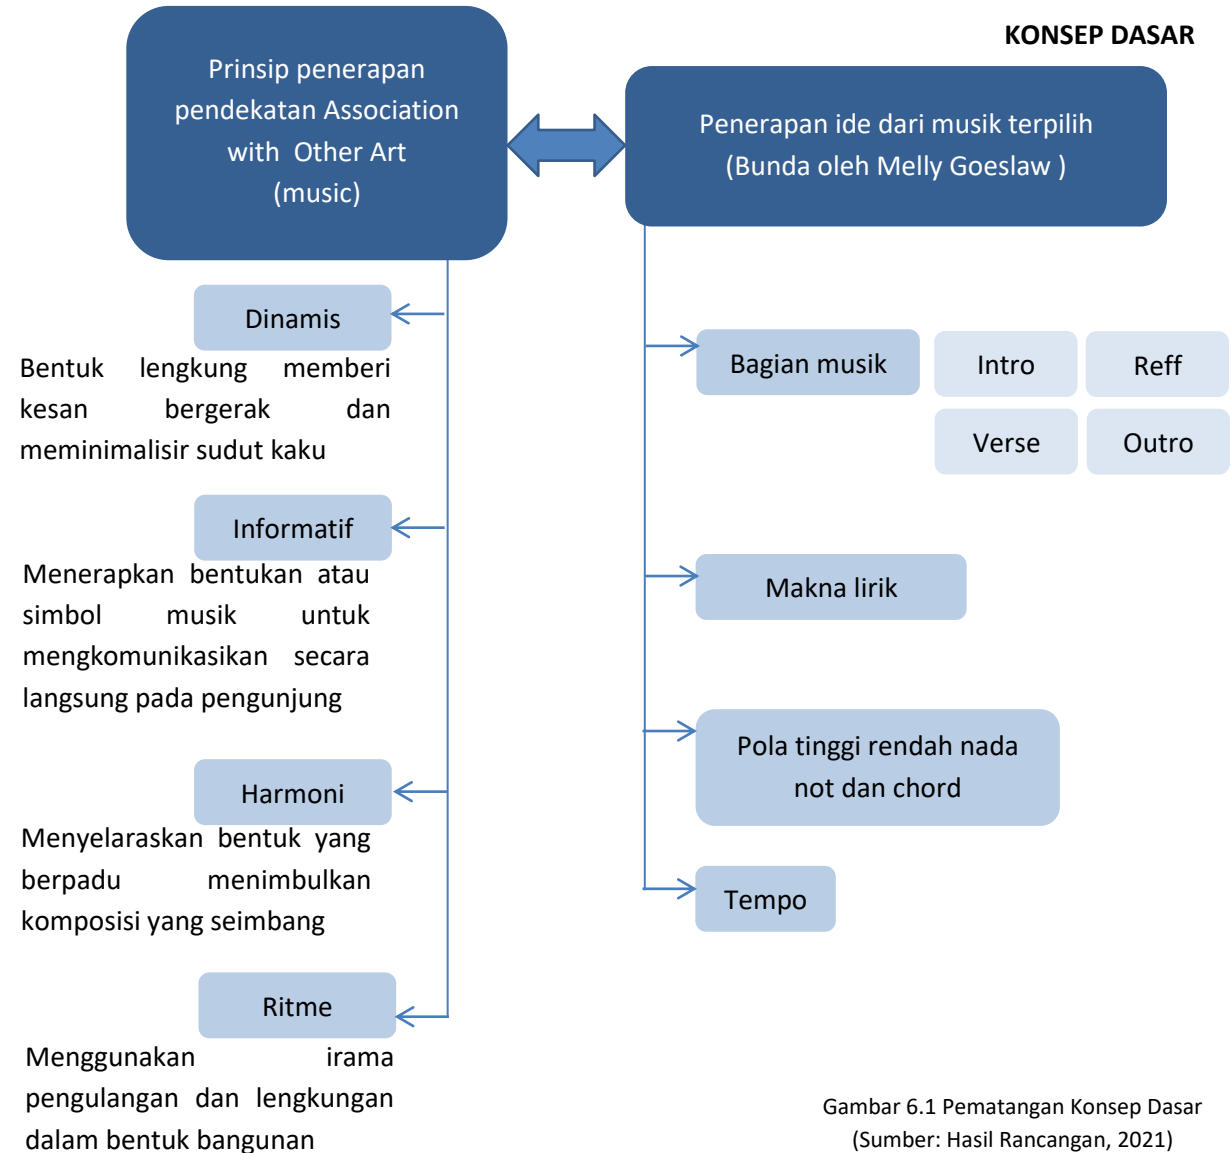 KONSEP DASAR
Prinsip penerapan
pendekatan Association
with Other Art
(music)
Penerapan ide dari musik terpilih
(Bunda oleh Melly Goeslaw )
Dinamis
Bentuk lengkung memberi
kesan bergerak dan
meminimalisir sudut kaku
Informatif
Menerapkan bentukan atau
simbol musik untuk
mengkomunikasikan secara
langsung pada pengunjung
Harmoni
Menyelaraskan bentuk yang
berpadu menimbulkan
komposisi yang seimbang
Ritme
Menggunakan irama
pengulangan dan lengkungan
dalam bentuk bangunan
Bagian musik
Intro
Reff
Verse
Outro
Makna lirik
Pola tinggi rendah nada
not dan chord
Tempo
Gambar 6.1 Pematangan Konsep Dasar
(Sumber: Hasil Rancangan, 2021)